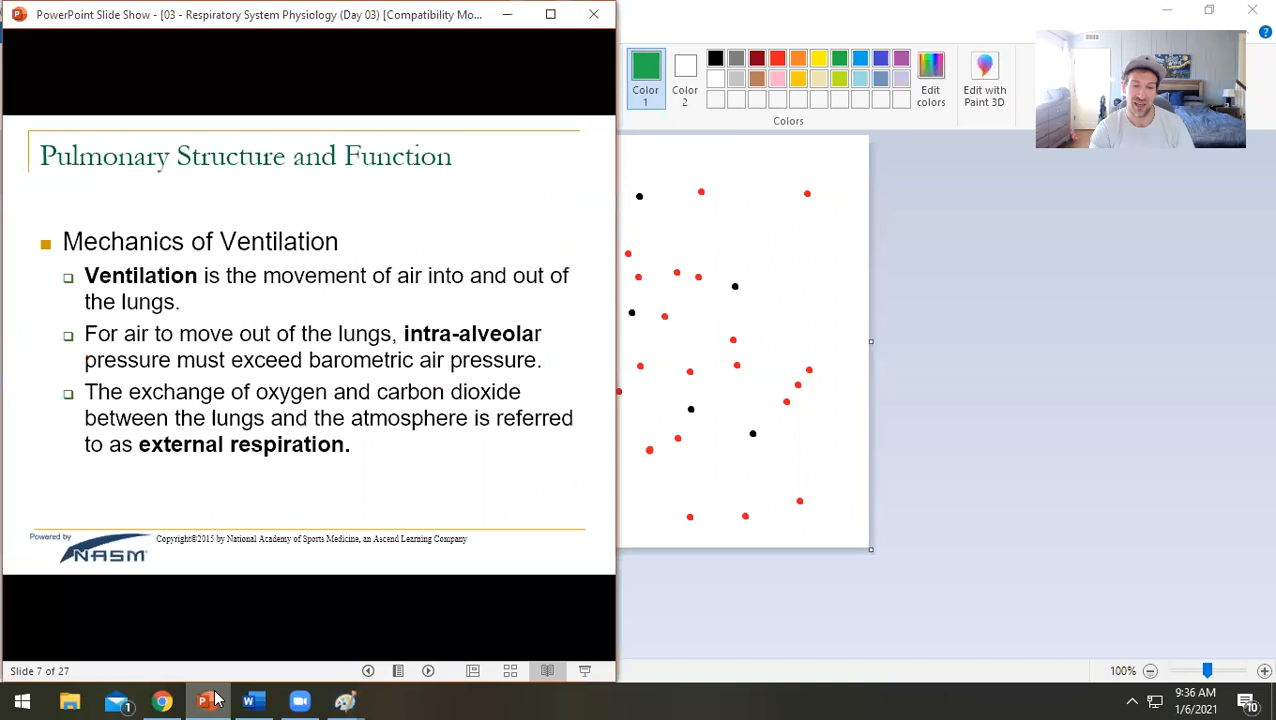 PowerPoint Slide Show - [03 - Respiratory System Physiology (Day 03) [Compatibility Mo...
Color 1
Color 2
Edit colors
Edit with Paint 3D
Colors
Pulmonary Structure and Function
Mechanics of Ventilation
Ventilation is the movement of air into and out of
the lungs.
For air to move out of the lungs, intra-alveolar
pressure must exceed barometric air pressure.
The exchange of oxygen and carbon dioxide
between the lungs and the atmosphere is referred
to as external respiration.
Powered by
NASM
Copyright©2015 by National Academy of Sports Medicine, an Ascend Learning Company
Slide 7 of 27
100%
9:36 AM
1/6/2021
1
10